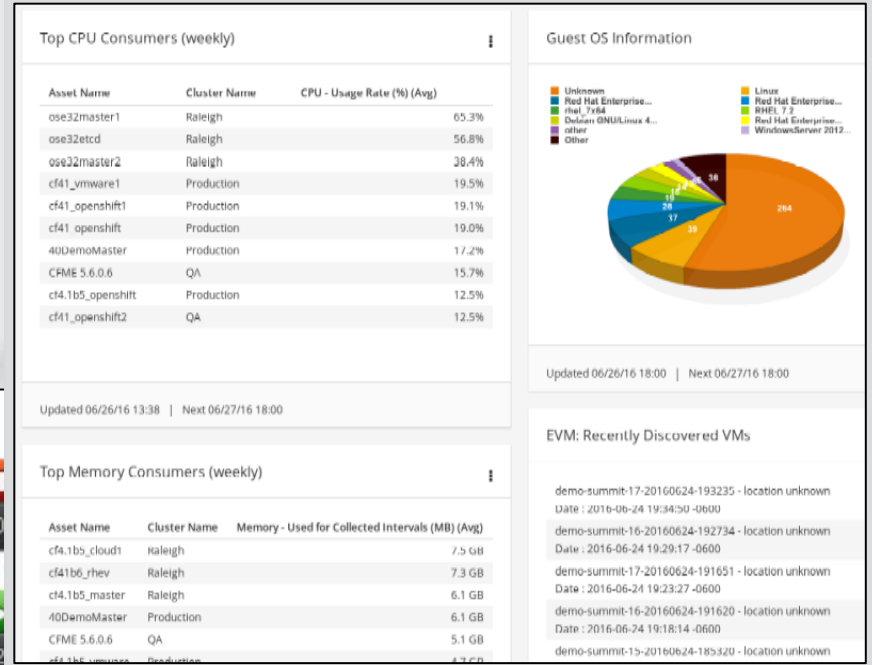 Top CPU Consumers (weekly)
Asset Name Cluster Name CPU - Usage Rate (%) (Avg)
ose32master1 Raleigh 65.3%
ose32etcd Raleigh 56.8%
ose32master2 Raleigh 38.4%
cf41_vmware1 Production 19.5%
cf41_openshift1 Production 19.1%
cf41 openshift Production 19.0%
40DemoMaster Production 17.2%
CFME 5.6.0.6 QA 15.7%
cf4.1b5_openshift Production 12.5%
cf41_openshift2 QA 12.5%
Updated 06/26/16 13:38 | Next 06/27/16 18:00
Top Memory Consumers (weekly)
Asset Name Cluster Name Memory - Used for Collected Intervals (MB) (Avg)
cf4.1b5_cloud1 Raleigh 7.5 GB
cf41b6_rhev Raleigh 7.3 GB
cf4.1b5_master Raleigh 6.1 GB
40DemoMaster Production 6.1 GB
CFME 5.6.0.6 QA 5.1 GB
Guest OS Information
Unknown Linux
Red Hat Enterprise... Red Hat Enterprise...
rhel_7x64 RHEL 7.2
Debian GNU/Linux 4... Red Hat Enterprise...
other WindowsServer 2012...
Other
36
264
26
37
39
Updated 06/26/16 18:00 | Next 06/27/16 18:00
EVM: Recently Discovered VMs
demo-summit-17-20160624-193235 - location unknown
Date : 2016-06-24 19:34:50 -0600
demo-summit-16-20160624-192734 - location unknown
Date : 2016-06-24 19:29:17 -0600
demo-summit-17-20160624-191651 - location unknown
Date : 2016-06-24 19:23:27 -0600
demo-summit-16-20160624-191620 - location unknown
Date : 2016-06-24 19:18:14 -0600
demo-summit-15-20160624-185320 - location unknown